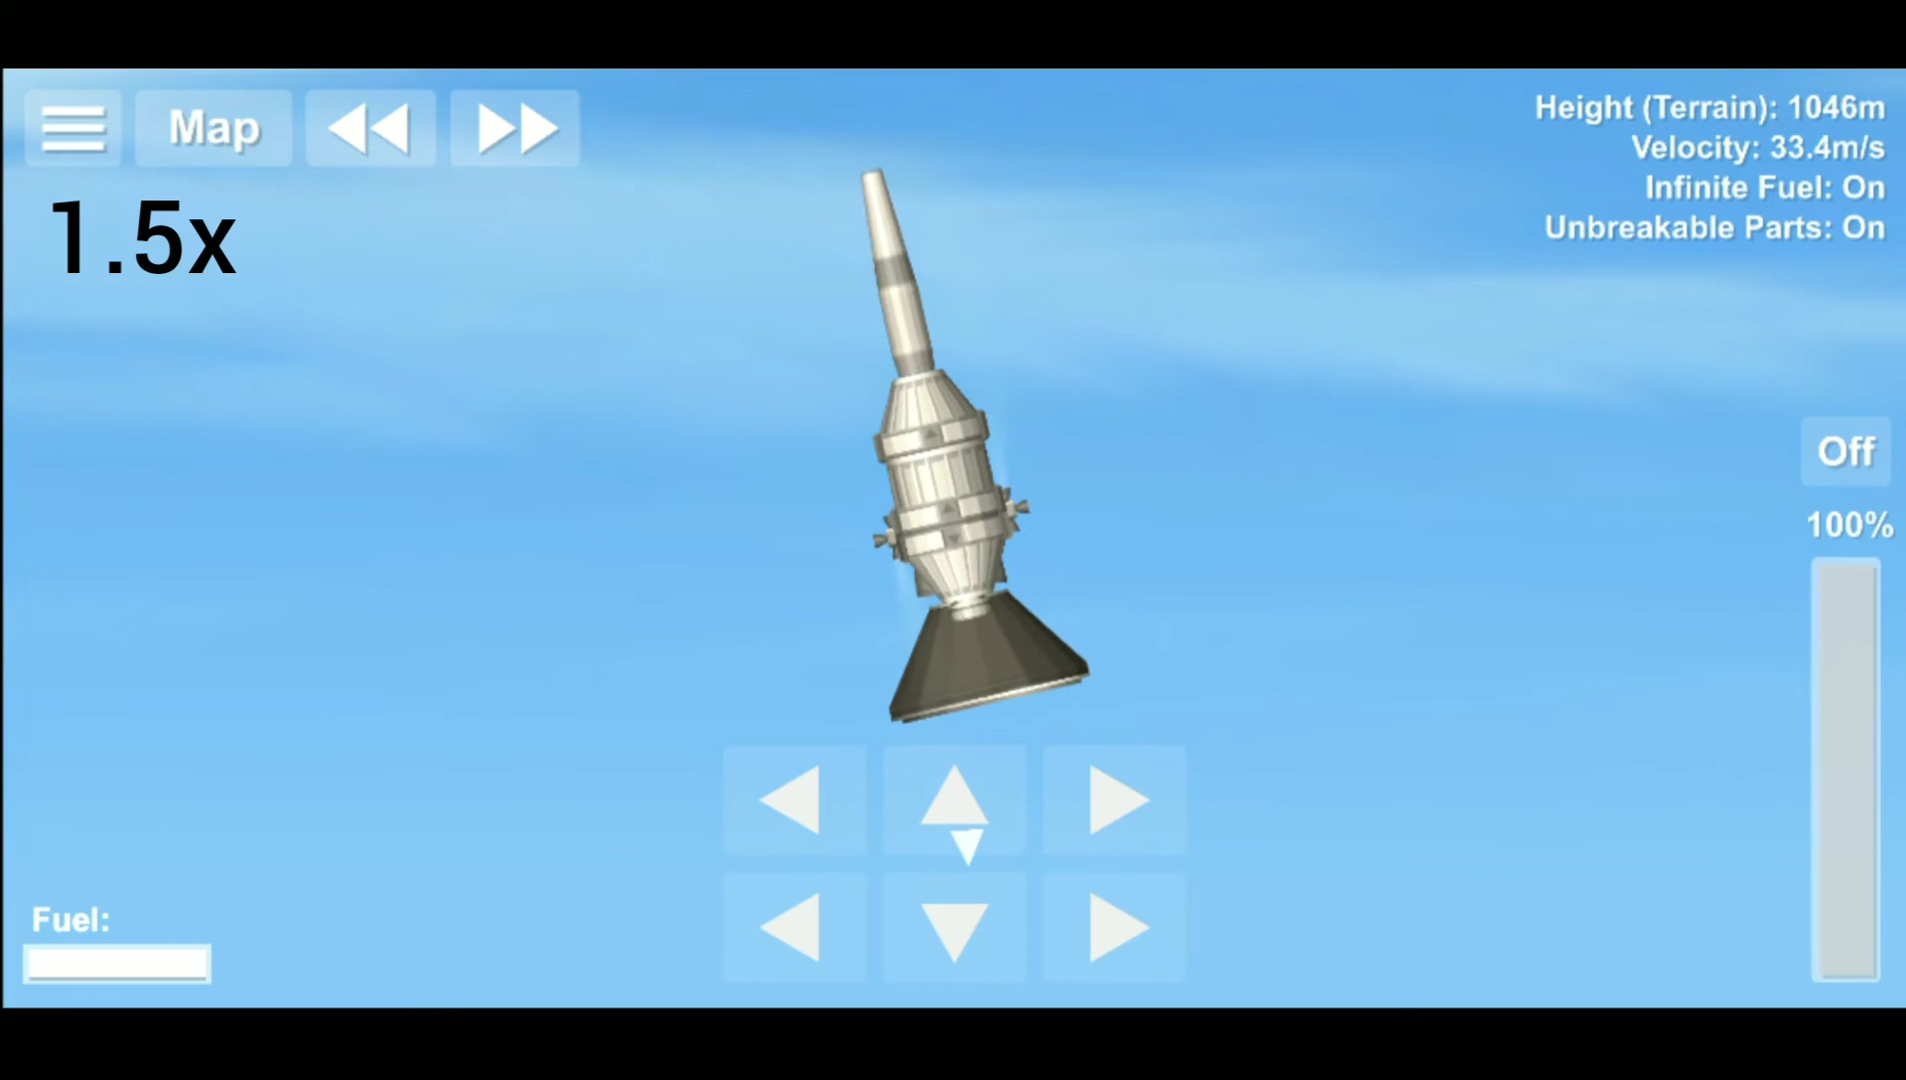 Map
1.5x
Height (Terrain): 1046m
Velocity: 33.4m/s
Infinite Fuel: On
Unbreakable Parts: On
Off
100%
Fuel: